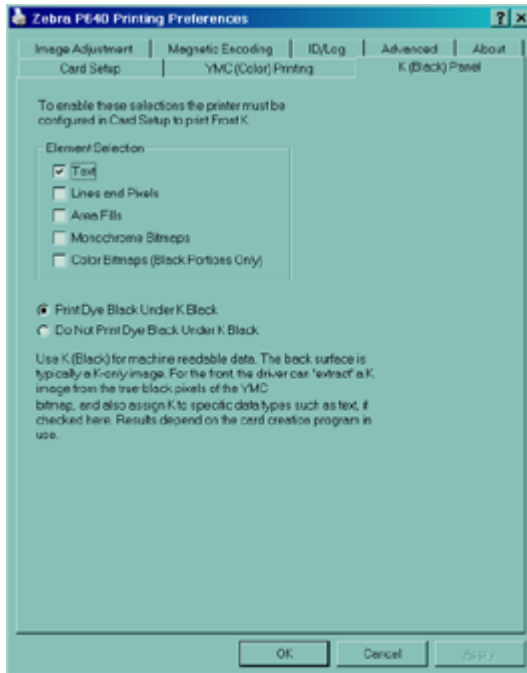 Zebra P640 Printing Preferences
Image Adjustment Magnetic Encoding ID/Log Advanced About
Card Setup YMC (Color) Printing K (Black) Panel
To enable these selections the printer must be
configured in Card Setup to print Front K.
Element Selection
Text
Lines and Pixels
Area Fills
Monochrome Bitmaps
Color Bitmaps (Black Portions Only)
Print Dye Black Under K Black
Do Not Print Dye Black Under K Black
Use K (Black) for machine readable data. The back surface is
typically a K-only image. For the front, the driver can 'extract' a K
image from the true-black pixels of the YMC
bitmap, and also assign K to specific data types such as text, if
checked here. Results depend on the card creation program in
use.
OK Cancel Apply